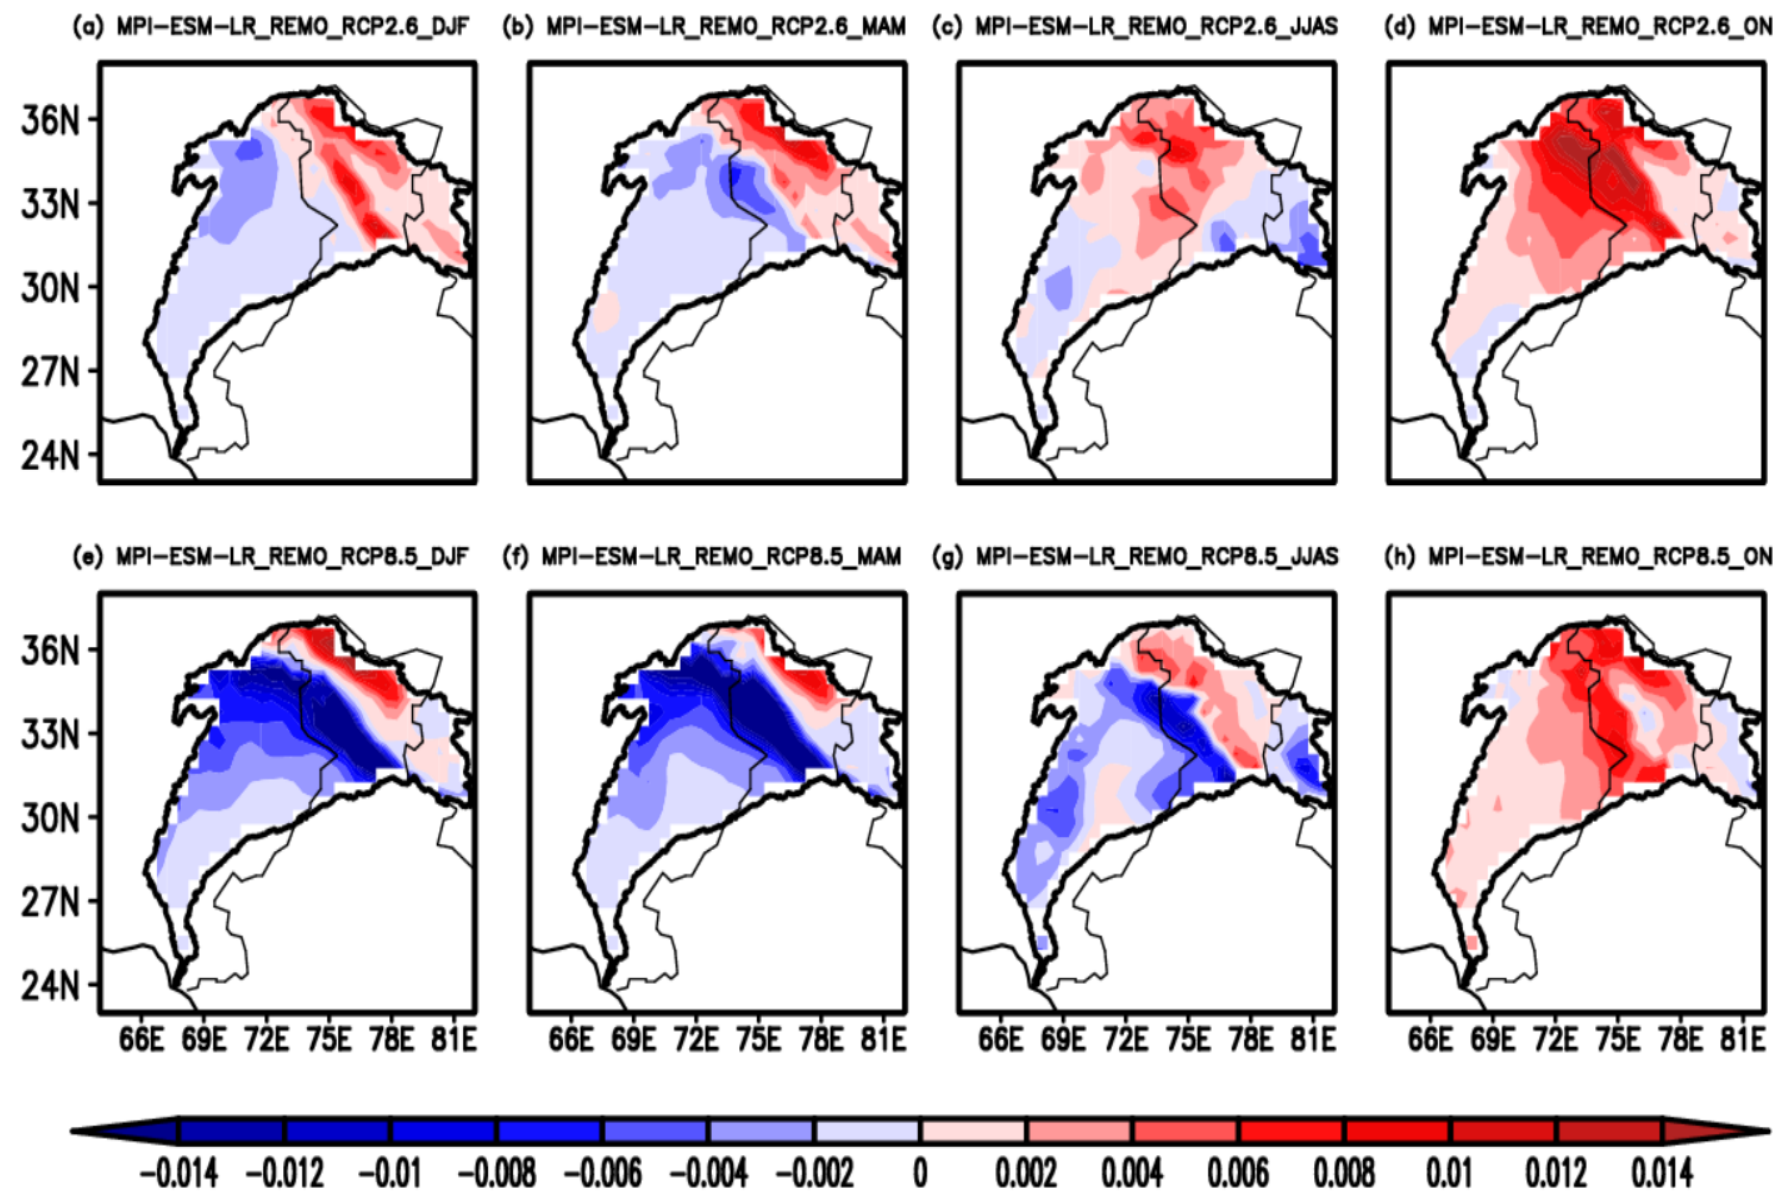 (a) MPI-ESM-LR_REMO_RCP2.6_DJF (b) MPI-ESM-LR_REMO_RCP2.6_MAM (c) MPI-ESM-LR_REMO_RCP2.6_JJAS (d) MPI-ESM-LR_REMO_RCP2.6_ON
36N
33N
30N
27N
24N
(e) MPI-ESM-LR_REMO_RCP8.5_DJF (f) MPI-ESM-LR_REMO_RCP8.5_MAM (g) MPI-ESM-LR_REMO_RCP8.5_JJAS (h) MPI-ESM-LR_REMO_RCP8.5_ON
36N
33N
30N
27N
24N
66E 69E 72E 75E 78E 81E 66E 69E 72E 75E 78E 81E 66E 69E 72E 75E 78E 81E 66E 69E 72E 75E 78E 81E
-0.014 -0.012 -0.01 -0.008 -0.006 -0.004 -0.002 0 0.002 0.004 0.006 0.008 0.01 0.012 0.014